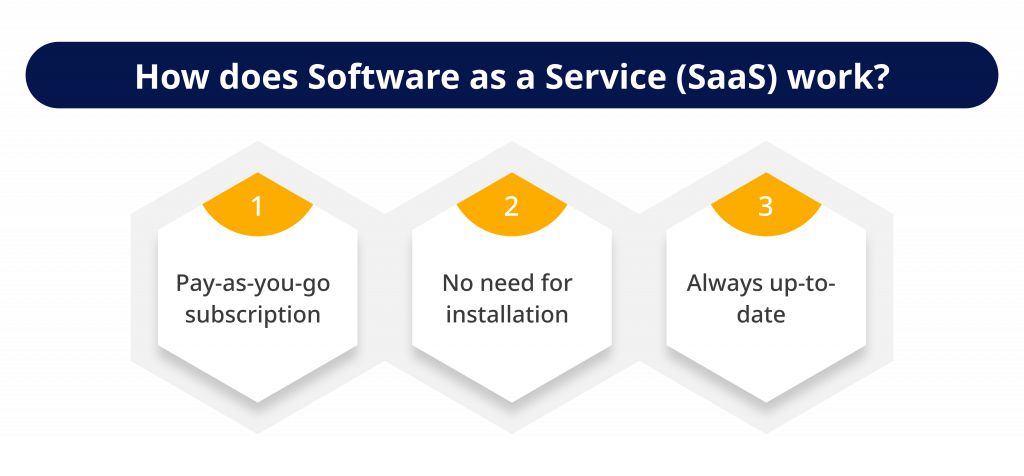 How does Software as a Service (SaaS) work?
1
Pay-as-you-go
subscription
2
No need for
installation
3
Always up-to-
date